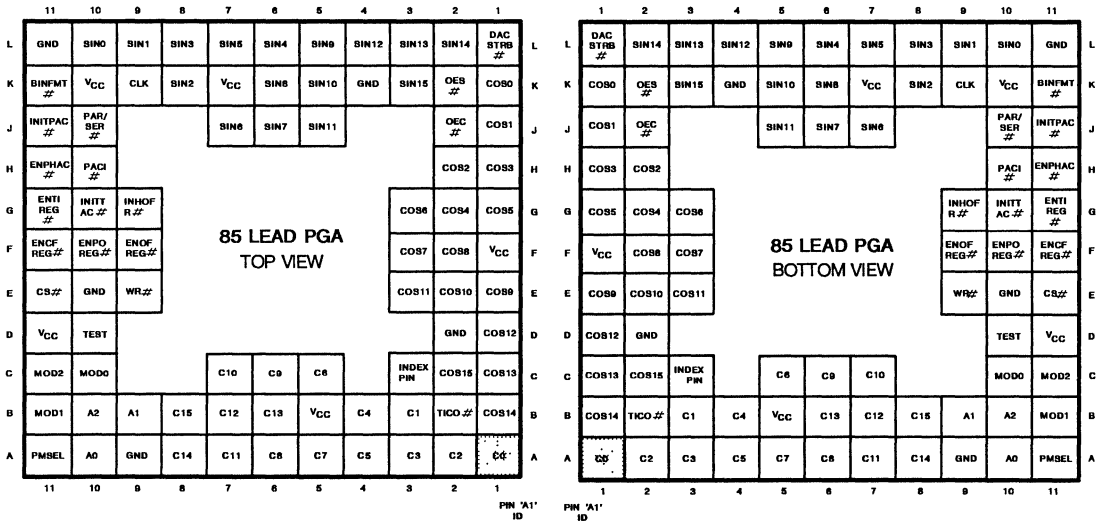 11 10 9 8 7 6 5 4 3 2 1
L GND SIN0 SIN1 SIN3 SIN5 SIN4 SIN9 SIN12 SIN13 SIN14 DAC STRB # L
K BINFMT # VCC CLK SIN2 VCC SIN8 SIN10 GND SIN15 OES # COS0 K
J INITPAC # PAR/ SER # SIN6 SIN7 SIN11 OEC # COS1 J
H ENPHAC # PACI # COS2 COS3 H
G ENTI REG # INITT AC# INHOF R# COS6 COS4 COS5 G
85 LEAD PGA
TOP VIEW
F ENCF REG# ENPO REG# ENOF REG# COS7 COS8 VCC F
E CS# GND WR# COS11 COS10 COS9 E
D VCC TEST GND COS12 D
C MOD2 MOD0 C10 C9 C6 INDEX PIN COS15 COS13 C
B MOD1 A2 A1 C15 C12 C13 VCC C4 C1 TICO# COS14 B
A PMSEL A0 GND C14 C11 C8 C7 C5 C3 C2 C0 A
11 10 9 8 7 6 5 4 3 2 1
PIN 'A1'
ID
1 2 3 4 5 6 7 8 9 10 11
L DAC STRB # SIN14 SIN13 SIN12 SIN9 SIN4 SIN5 SIN3 SIN1 SIN0 GND L
K COS0 OES # SIN15 GND SIN10 SIN8 VCC SIN2 CLK VCC BINFMT # K
J COS1 OEC # SIN11 SIN7 SIN6 PAR/ SER # INITPAC # J
H COS3 COS2 PACI # ENPHAC # H
G COS5 COS4 COS6 INHOF R# INITT AC# ENTI REG # G
85 LEAD PGA
BOTTOM VIEW
F VCC COS8 COS7 ENOF REG# ENPO REG# ENCF REG# F
E COS9 COS10 COS11 WR# GND CS# E
D COS12 GND TEST VCC D
C COS13 COS15 INDEX PIN C6 C9 C10 MOD0 MOD2 C
B COS14 TICO# C1 C4 VCC C13 C12 C15 A1 A2 MOD1 B
A C0 C2 C3 C5 C7 C8 C11 C14 GND A0 PMSEL A
1 2 3 4 5 6 7 8 9 10 11
PIN 'A1'
ID